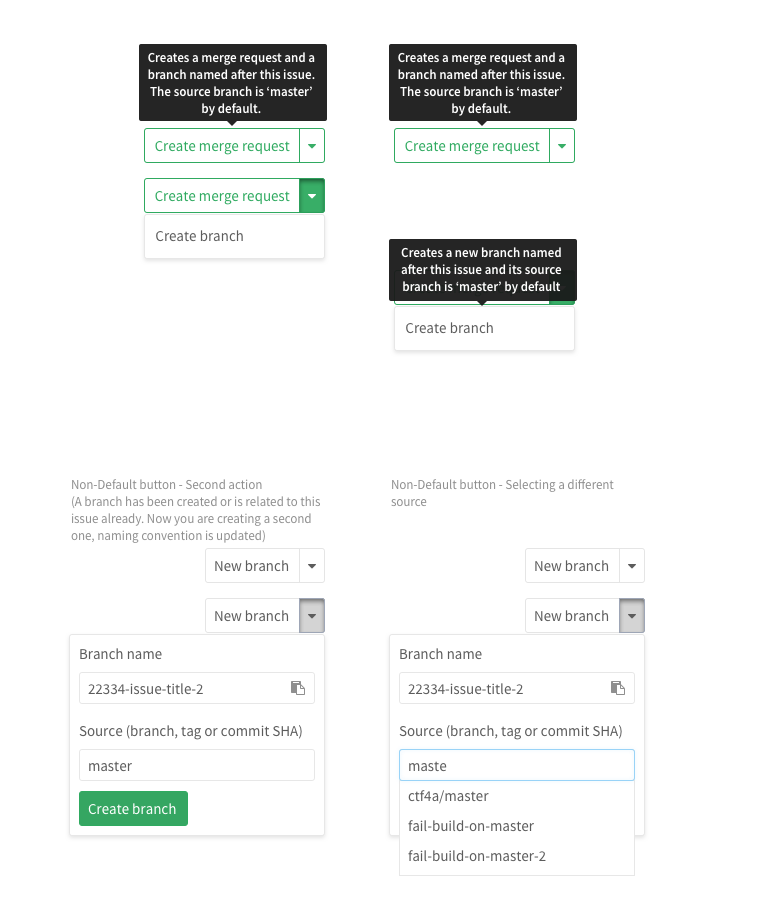 Creates a merge request and a
branch named after this issue.
The source branch is ‘master’
by default.
Create merge request
Create merge request
Create branch
Creates a merge request and a
branch named after this issue.
The source branch is ‘master’
by default.
Create merge request
Creates a new branch named
after this issue and its source
branch is ‘master’ by default
Create branch
Non-Default button - Second action
(A branch has been created or is related to this
issue already. Now you are creating a second
one, naming convention is updated)
New branch
New branch
Branch name
22334-issue-title-2
Source (branch, tag or commit SHA)
master
Create branch
Non-Default button - Selecting a different
source
New branch
New branch
Branch name
22334-issue-title-2
Source (branch, tag or commit SHA)
maste
ctf4a/master
fail-build-on-master
fail-build-on-master-2